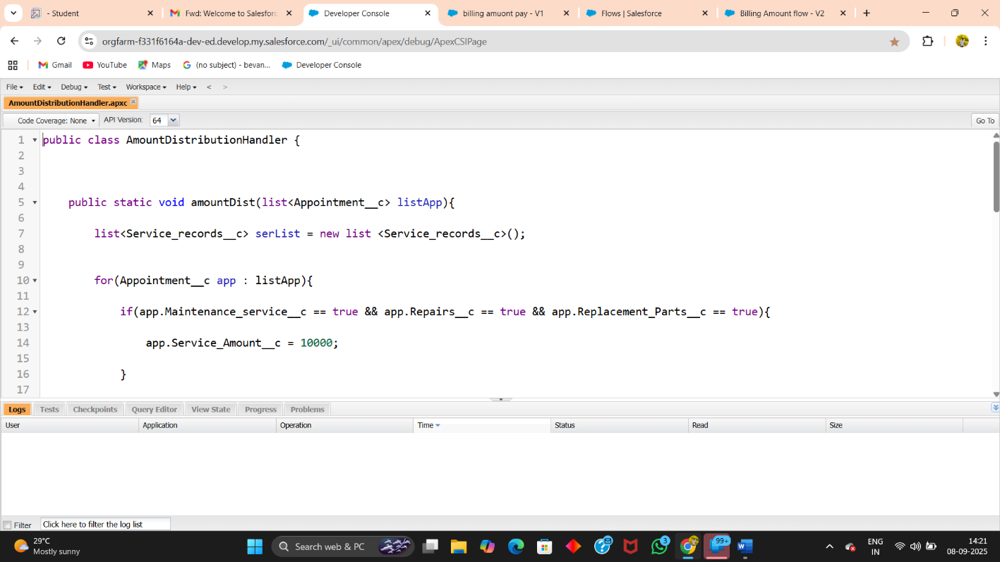 - Student
Fwd: Welcome to Salesforc
Developer Console
billing amuont pay - V1
Flows | Salesforce
Billing Amount flow - V2
orgfarm-f331f6164a-dev-ed.develop.my.salesforce.com/_ui/common/apex/debug/ApexCSIPage
Gmail
YouTube
Maps
(no subject) - bevan...
Developer Console
File
Edit
Debug
Test
Workspace
Help
<
>
AmountDistributionHandler.apxc
Code Coverage: None
API Version:
64
Go To
1 public class AmountDistributionHandler {
2
3
4
5 public static void amountDist(list<Appointment__c> listApp){
6
7 list<Service_records__c> serList = new list <Service_records__c>();
8
9
10 for(Appointment__c app : listApp){
11
12 if(app.Maintenance_service__c == true && app.Repairs__c == true && app.Replacement_Parts__c == true){
13
14 app.Service_Amount__c = 10000;
15
16 }
17
Logs
Tests
Checkpoints
Query Editor
View State
Progress
Problems
User
Application
Operation
Time
Status
Read
Size
Filter
Click here to filter the log list
29°C
Mostly sunny
Search web & PC
3
99+
ENG
IN
14:21
08-09-2025